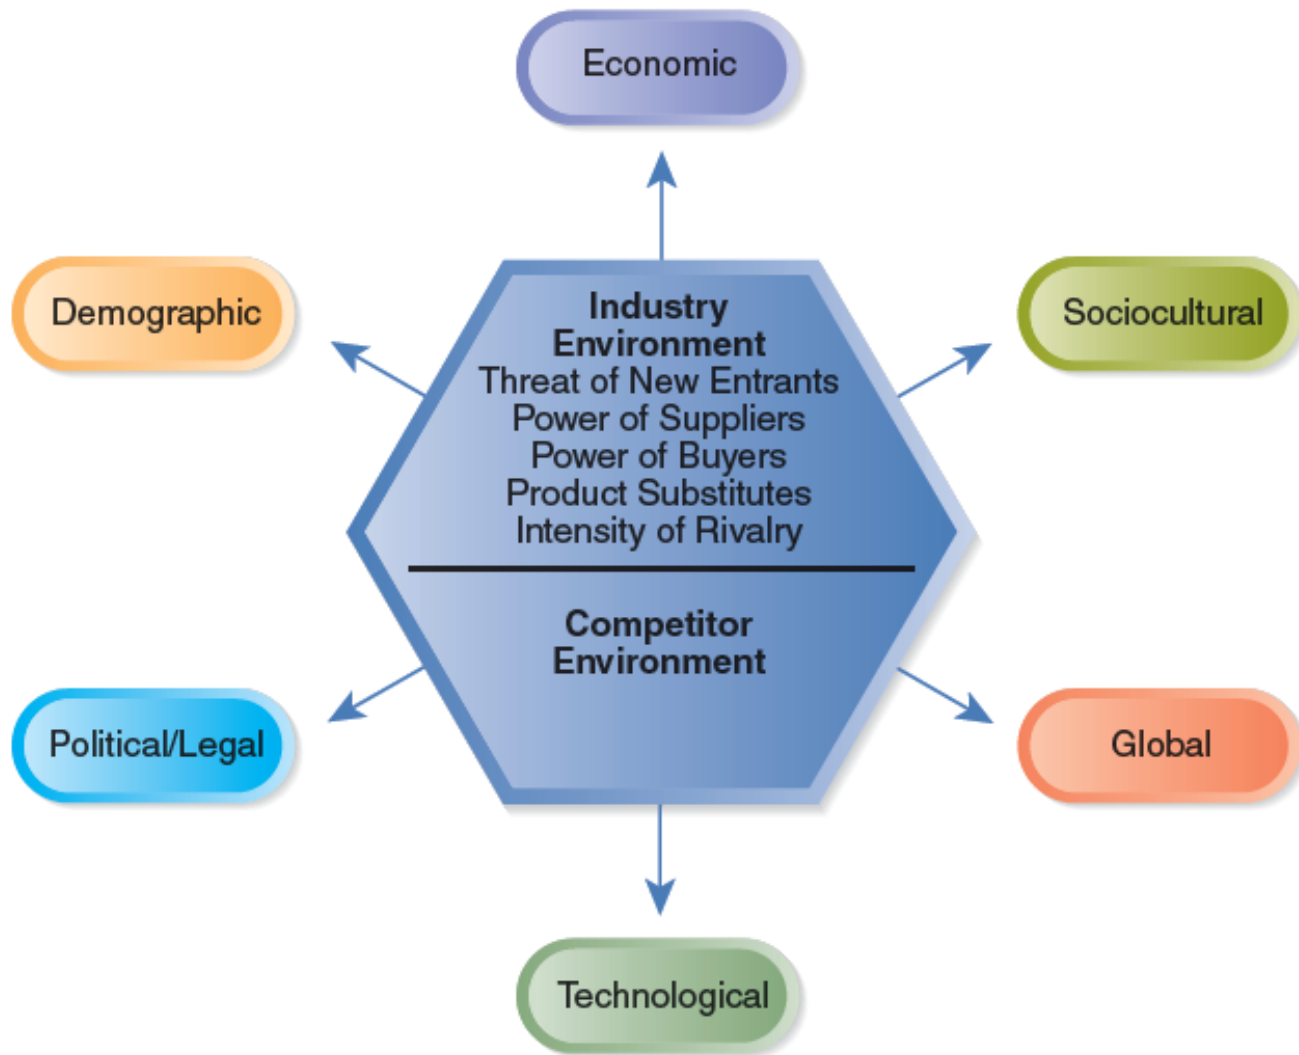 Economic
Demographic
Sociocultural
Industry
Environment
Threat of New Entrants
Power of Suppliers
Power of Buyers
Product Substitutes
Intensity of Rivalry
Competitor
Environment
Political/Legal
Global
Technological